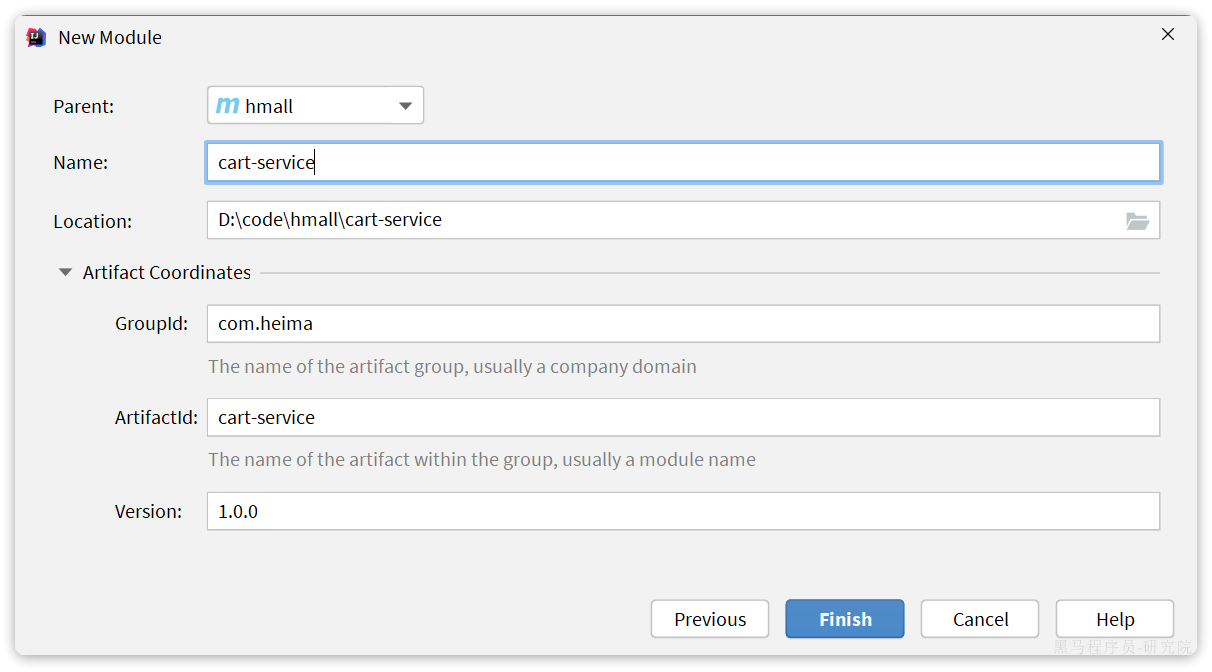 New Module
Parent: m hmall
Name: cart-service
Location: D:\code\hmall\cart-service
Artifact Coordinates
GroupId: com.heima
The name of the artifact group, usually a company domain
ArtifactId: cart-service
The name of the artifact within the group, usually a module name
Version: 1.0.0
Previous Finish Cancel Help
黑马程序员-研究院